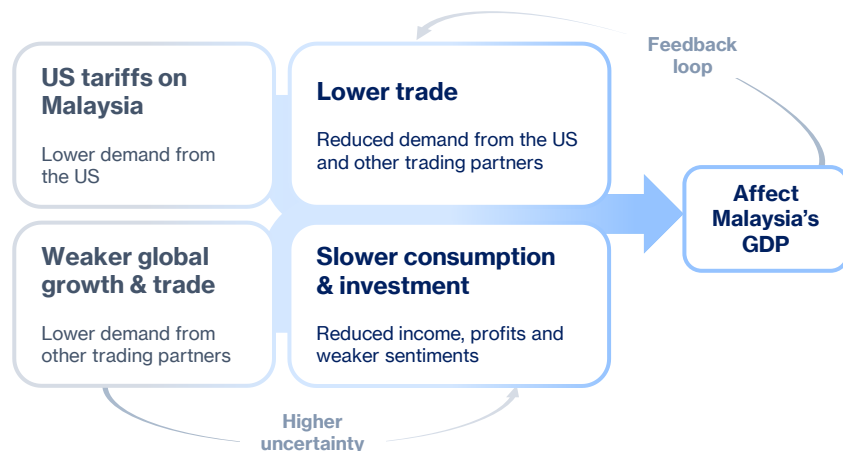 US tariffs on
Malaysia
Lower demand from
the US
Lower trade
Reduced demand from the US
and other trading partners
Feedback
loop
Weaker global
growth & trade
Lower demand from
other trading partners
Slower consumption
& investment
Reduced income, profits and
weaker sentiments
Affect
Malaysia’s
GDP
Higher
uncertainty